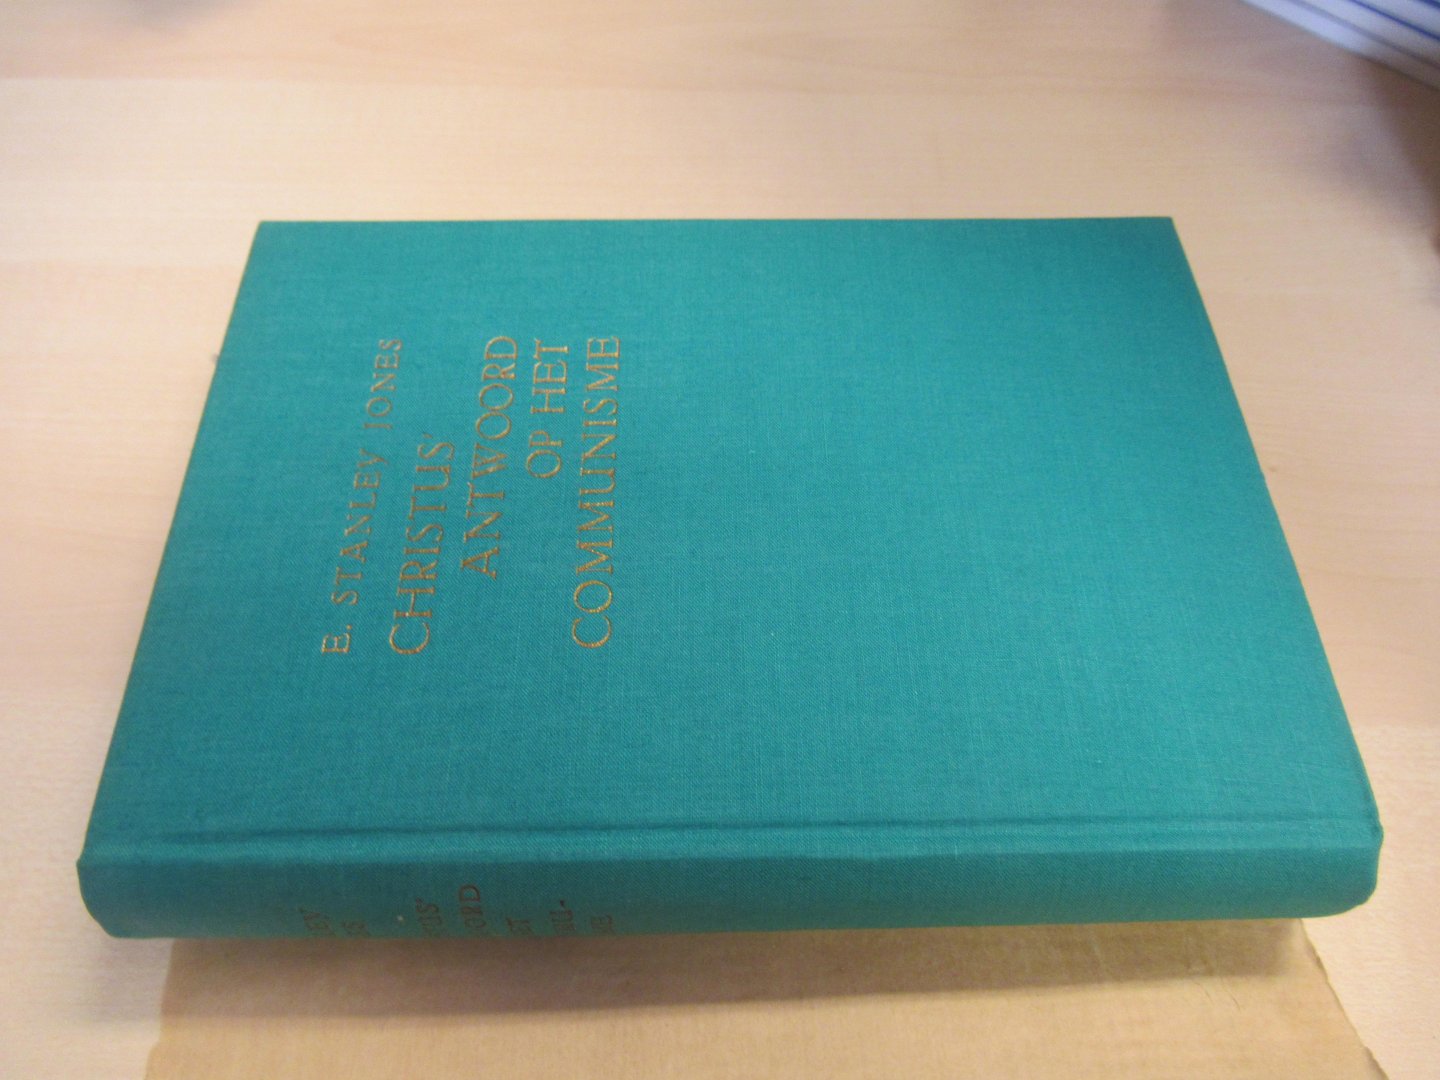 E. STANLEY JONES
CHRISTUS'
ANTWOORD
OP HET
COMMUNISME